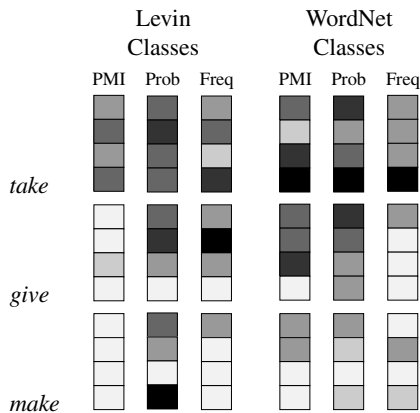 Levin WordNet
Classes Classes
PMI Prob Freq PMI Prob Freq
take
give
make